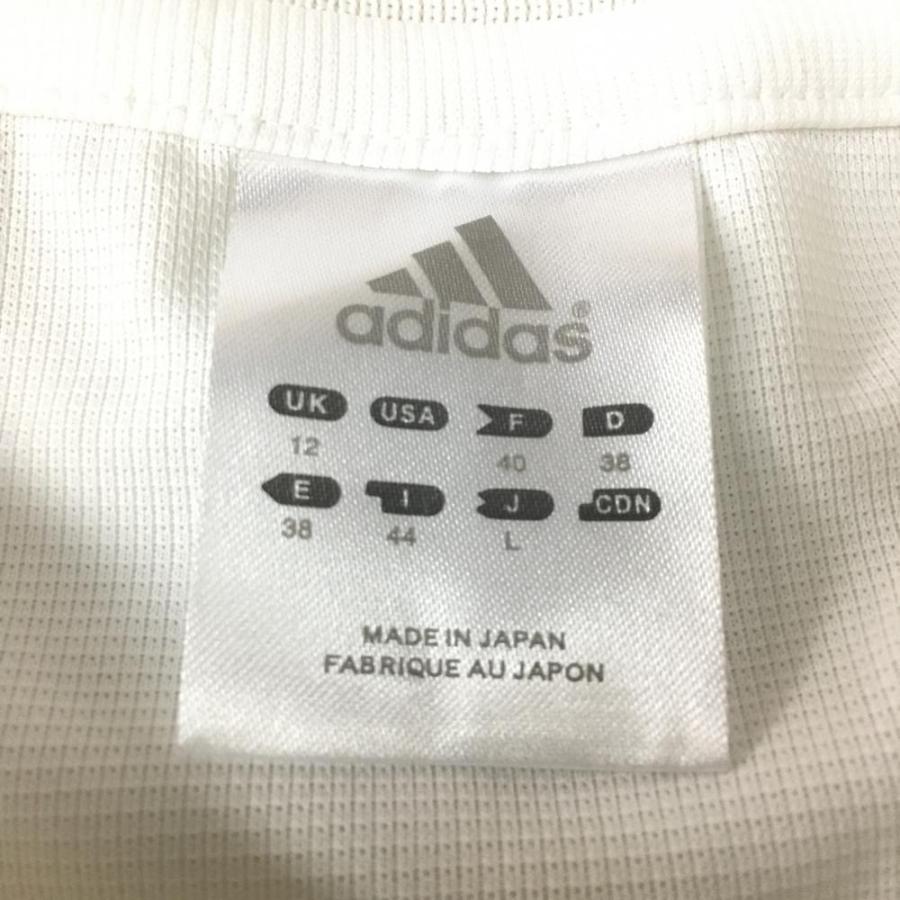 adidas®
UK USA F D
12 40 38
E I J CDN
38 44 L
MADE IN JAPAN
FABRIQUE AU JAPON